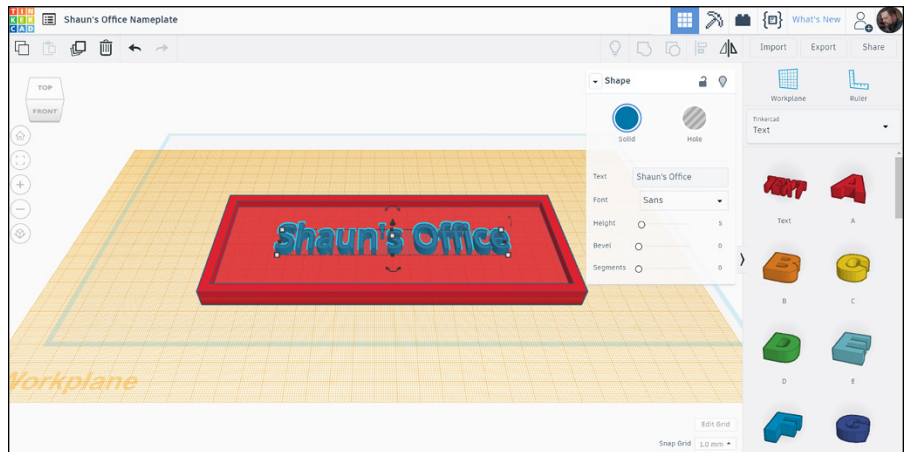 TIN
KER
CAD
Shaun's Office Nameplate
What's New
Import
Export
Share
TOP
FRONT
Shape
Solid
Hole
Text
Shaun's Office
Font
Sans
Height
5
Bevel
0
Segments
0
Workplane
Ruler
Tinkercad
Text
TEXT
Text
A
A
B
B
C
C
D
D
E
E
F
G
Shaun's Office
Workplane
Edit Grid
Snap Grid
1.0 mm